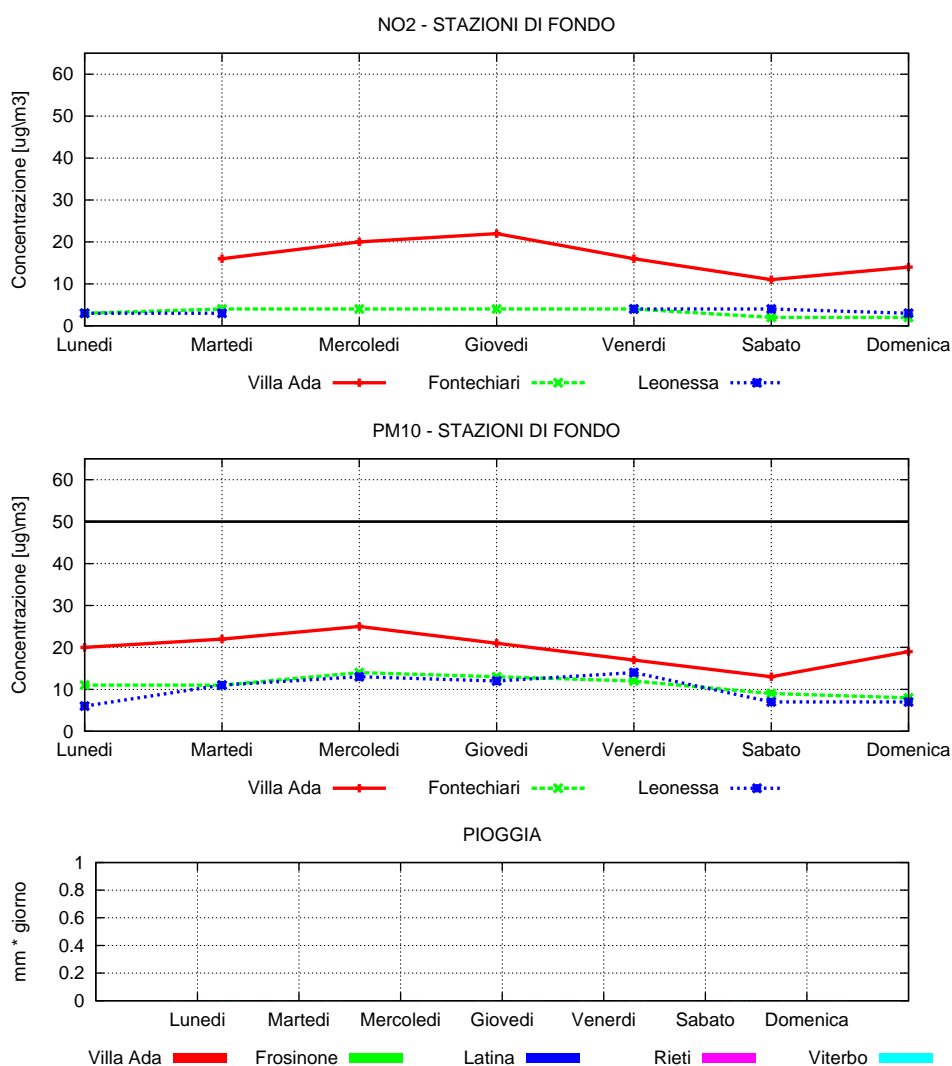 NO2 - STAZIONI DI FONDO
Concentrazione [ug\m3]
60
50
40
30
20
10
0
Lunedi Martedi Mercoledi Giovedi Venerdi Sabato Domenica
Villa Ada Fontechiari Leonessa
PM10 - STAZIONI DI FONDO
Concentrazione [ug\m3]
60
50
40
30
20
10
0
Lunedi Martedi Mercoledi Giovedi Venerdi Sabato Domenica
Villa Ada Fontechiari Leonessa
PIOGGIA
mm * giorno
1
0.8
0.6
0.4
0.2
0
Lunedi Martedi Mercoledi Giovedi Venerdi Sabato Domenica
Villa Ada Frosinone Latina Rieti Viterbo